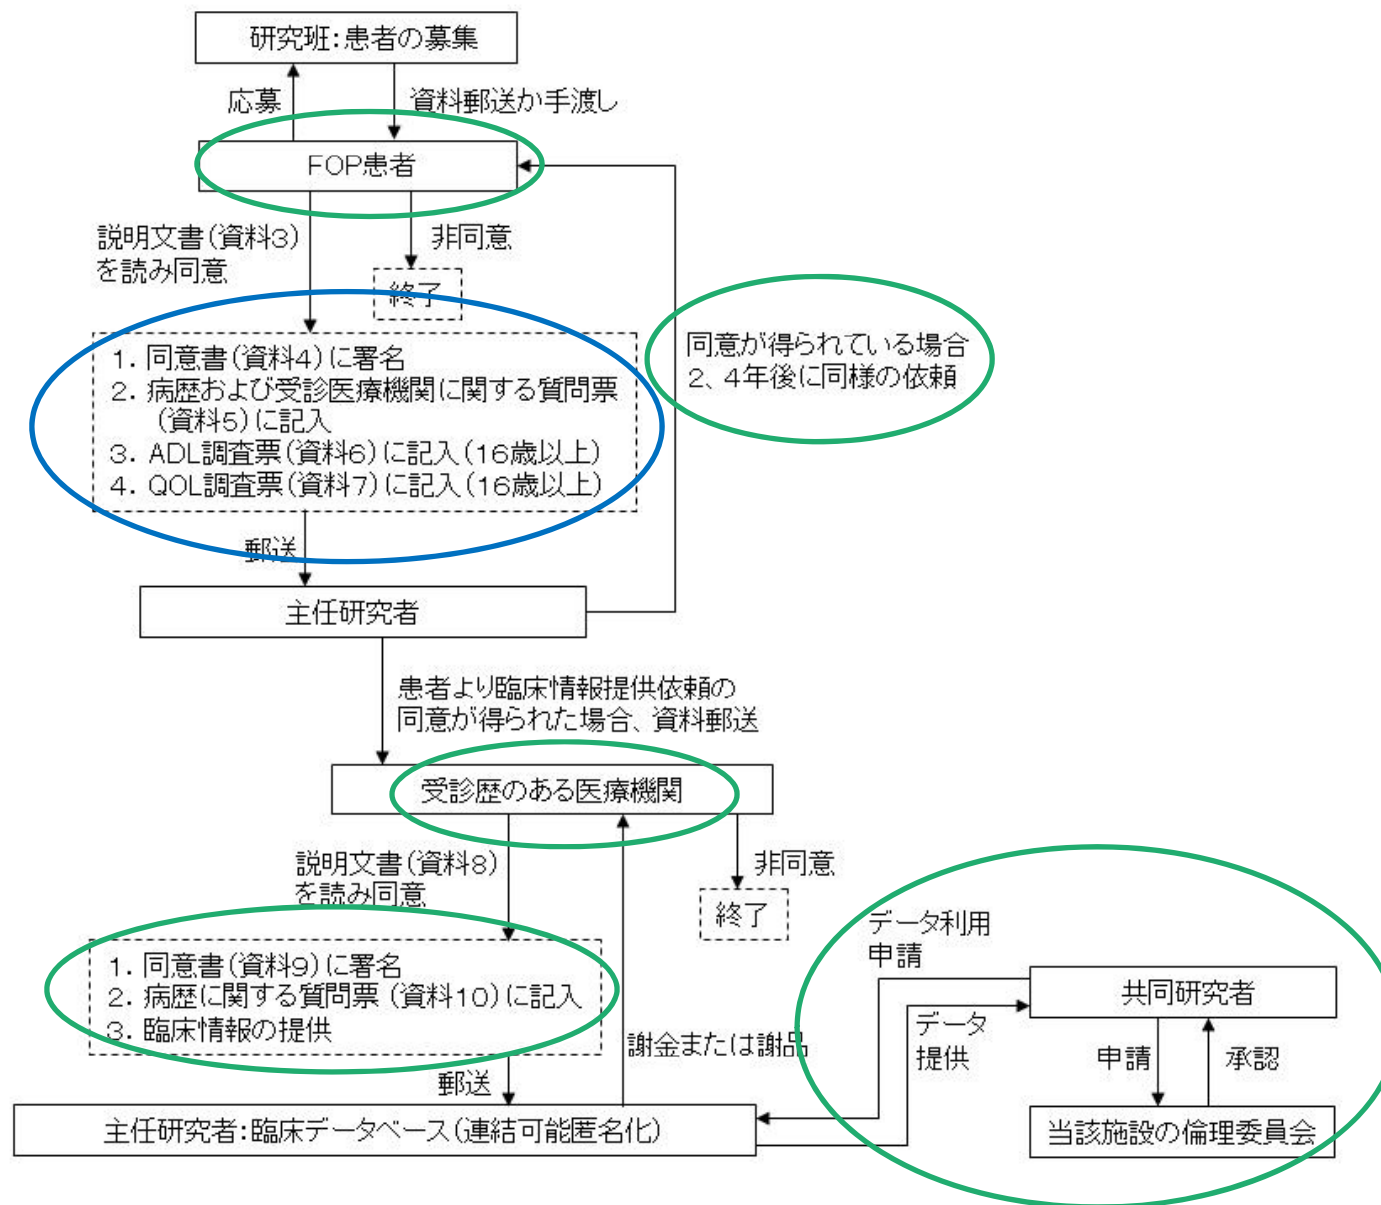 研究班：患者の募集
応募
資料郵送か手渡し
FOP患者
説明文書（資料3）
を読み同意
非同意
終了
1．同意書（資料4）に署名
2．病歴および受診医療機関に関する質問票
（資料5）に記入
3．ADL調査票（資料6）に記入（16歳以上）
4．QOL調査票（資料7）に記入（16歳以上）
同意が得られている場合
2、4年後に同様の依頼
郵送
主任研究者
患者より臨床情報提供依頼の
同意が得られた場合、資料郵送
受診歴のある医療機関
説明文書（資料8）
を読み同意
非同意
終了
1．同意書（資料9）に署名
2．病歴に関する質問票（資料10）に記入
3．臨床情報の提供
郵送
謝金または謝品
主任研究者：臨床データベース（連結可能匿名化）
データ利用
申請
共同研究者
データ
提供
申請
承認
当該施設の倫理委員会